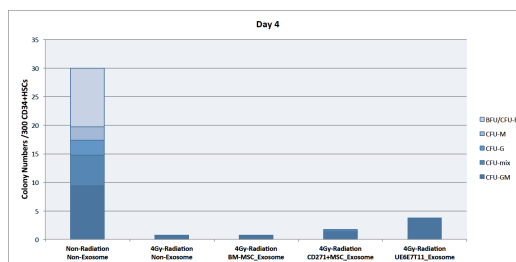 Day 4
35
30
25
20
15
10
5
0
Colony Numbers /300 CD34+HSCs
Non-Radiation
Non-Exosome
4Gy-Radiation
Non-Exosome
4Gy-Radiation
BM-MSC_Exosome
4Gy-Radiation
CD271+MSC_Exosome
4Gy-Radiation
UE6E7T11_Exosome
BFU/CFU-E
CFU-M
CFU-G
CFU-mix
CFU-GM